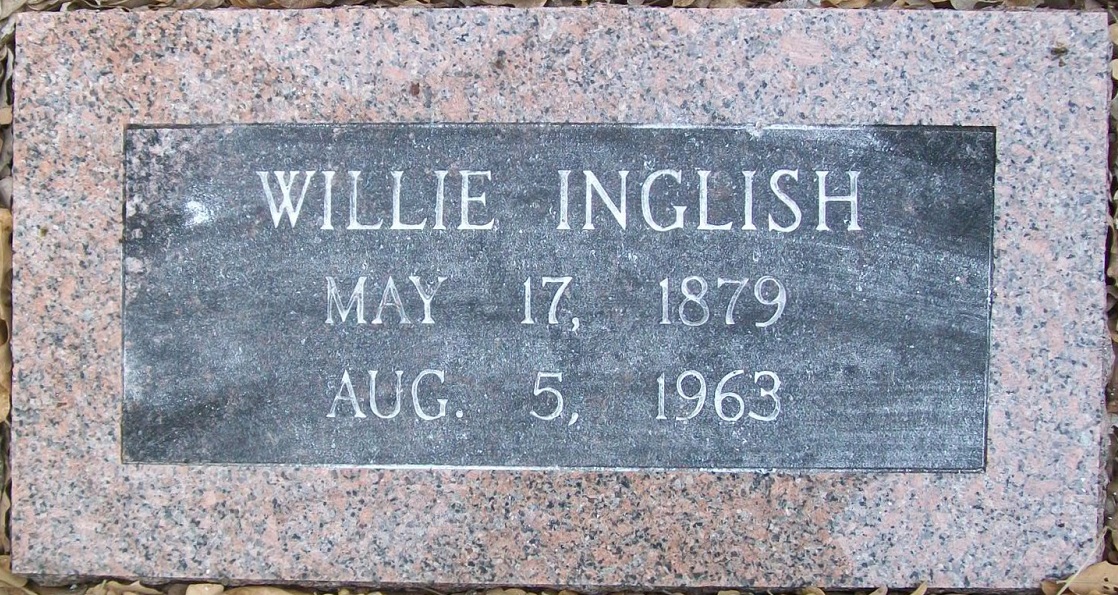 WILLIE INGLISH
MAY 17, 1879
AUG. 5, 1963